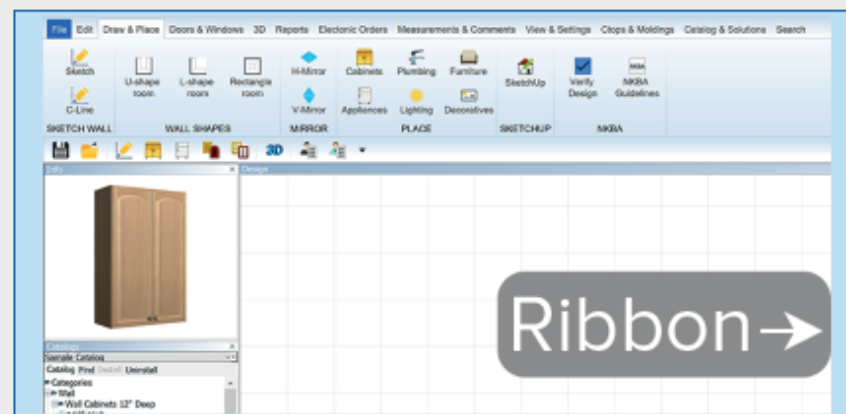 File Edit Draw & Place Doors & Windows 3D Reports Electonic Orders Measurements & Comments View & Settings Ctops & Moldings Catalog & Solutions Search
Sketch U-shape room L-shape room Rectangle room H-Mirror Cabinets Plumbing Furniture SketchUp Verify Design NKBA Guidelines
C-Line V-Mirror Appliances Lighting Decoratives
SKETCH WALL WALL SHAPES MIRROR PLACE SKETCHUP NKBA
3D
Info × Design
Ribbon→
Catalogs ×
Sample Catalog
Catalog Find Install Uninstall
Categories
Wall
Wall Cabinets 12" Deep